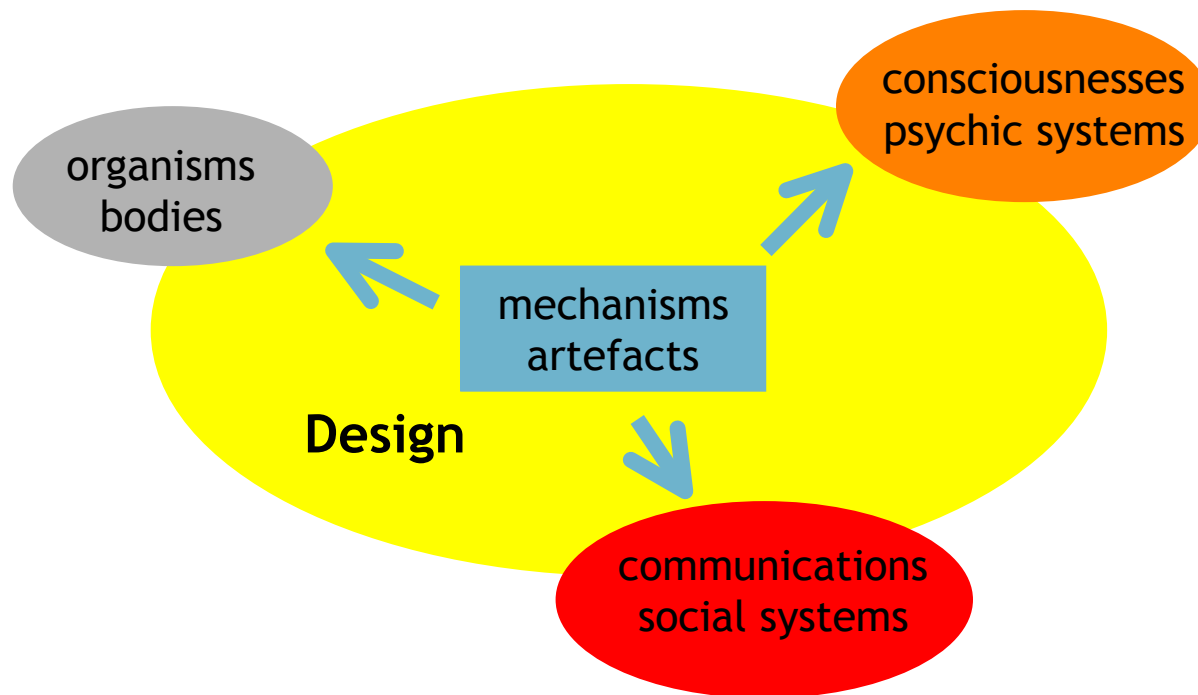 consciousnesses
psychic systems
organisms
bodies
mechanisms
artefacts
Design
communications
social systems